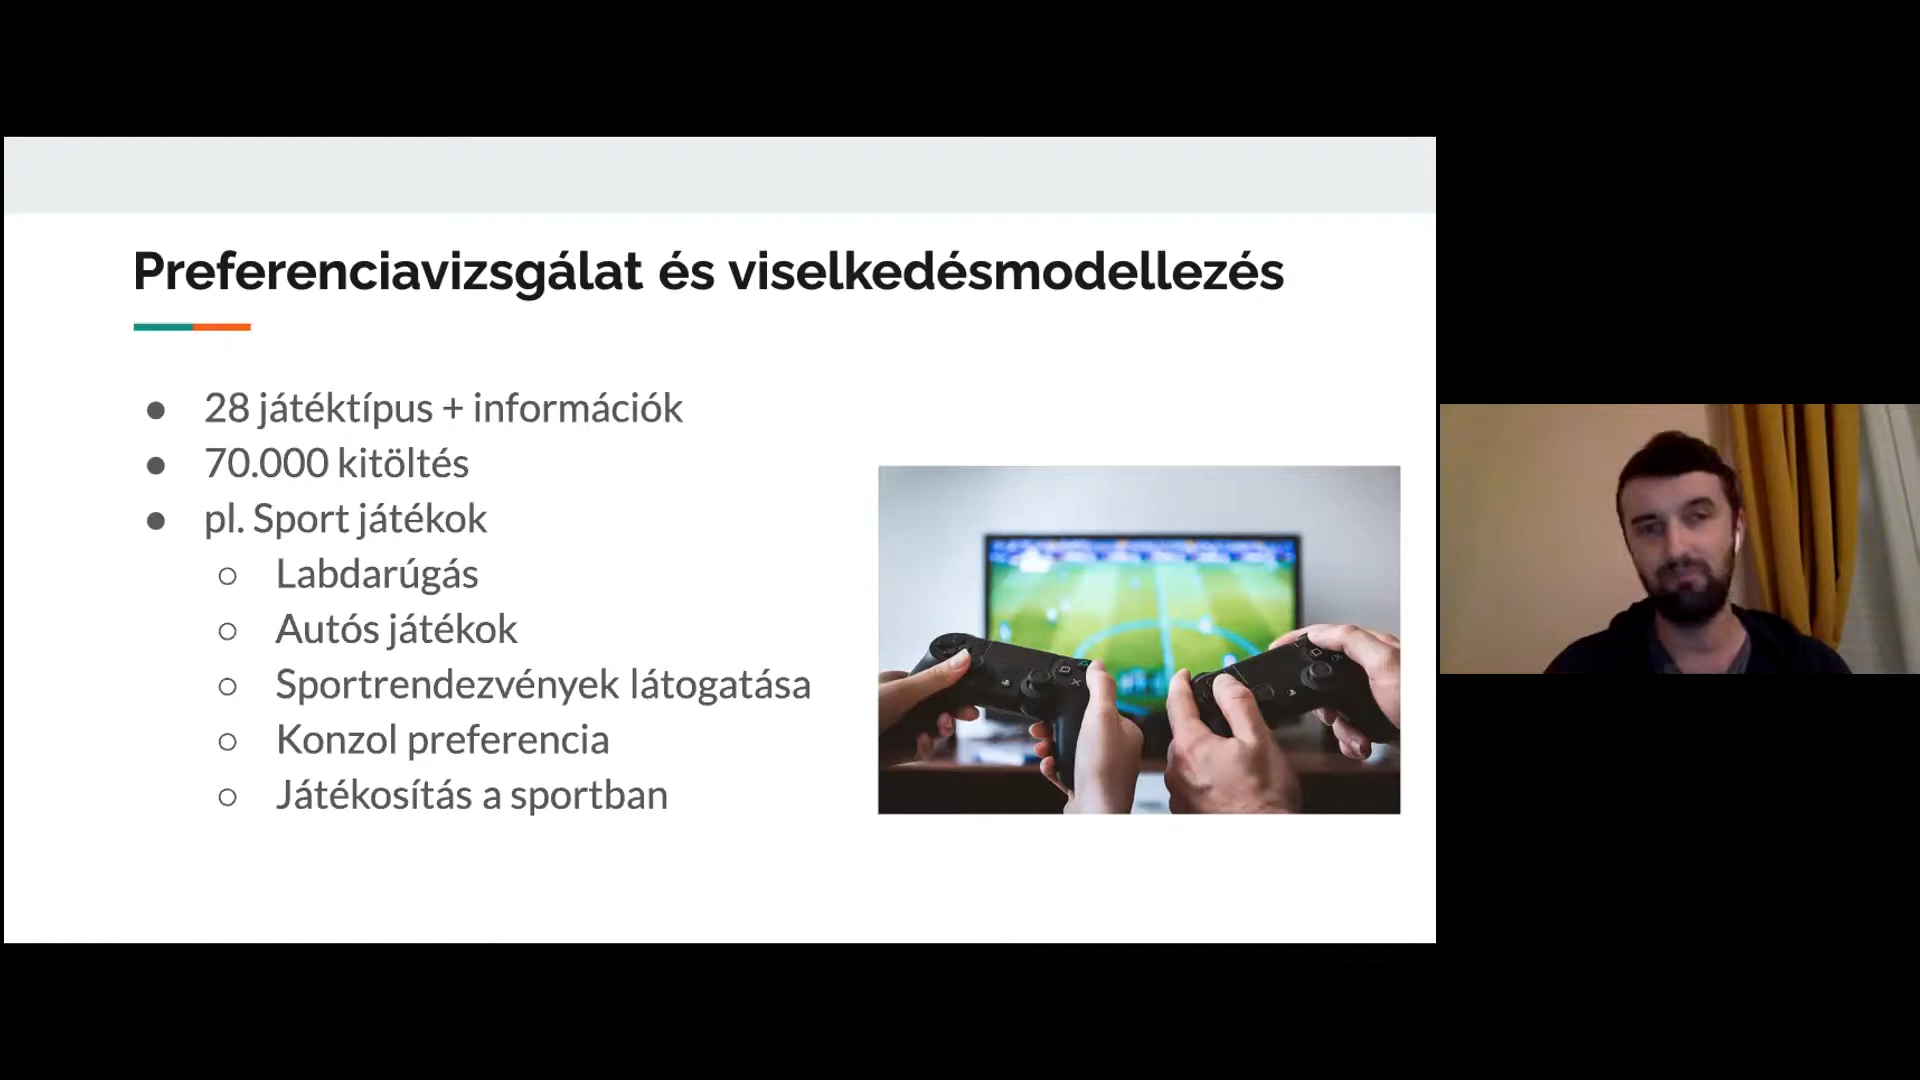 Preferenciavizsgálat és viselkedésmodellezés
● 28 játéktípus + információk
● 70.000 kitöltés
● pl. Sport játékok
○ Labdarúgás
○ Autós játékok
○ Sportrendezvények látogatása
○ Konzol preferencia
○ Játékosítás a sportban